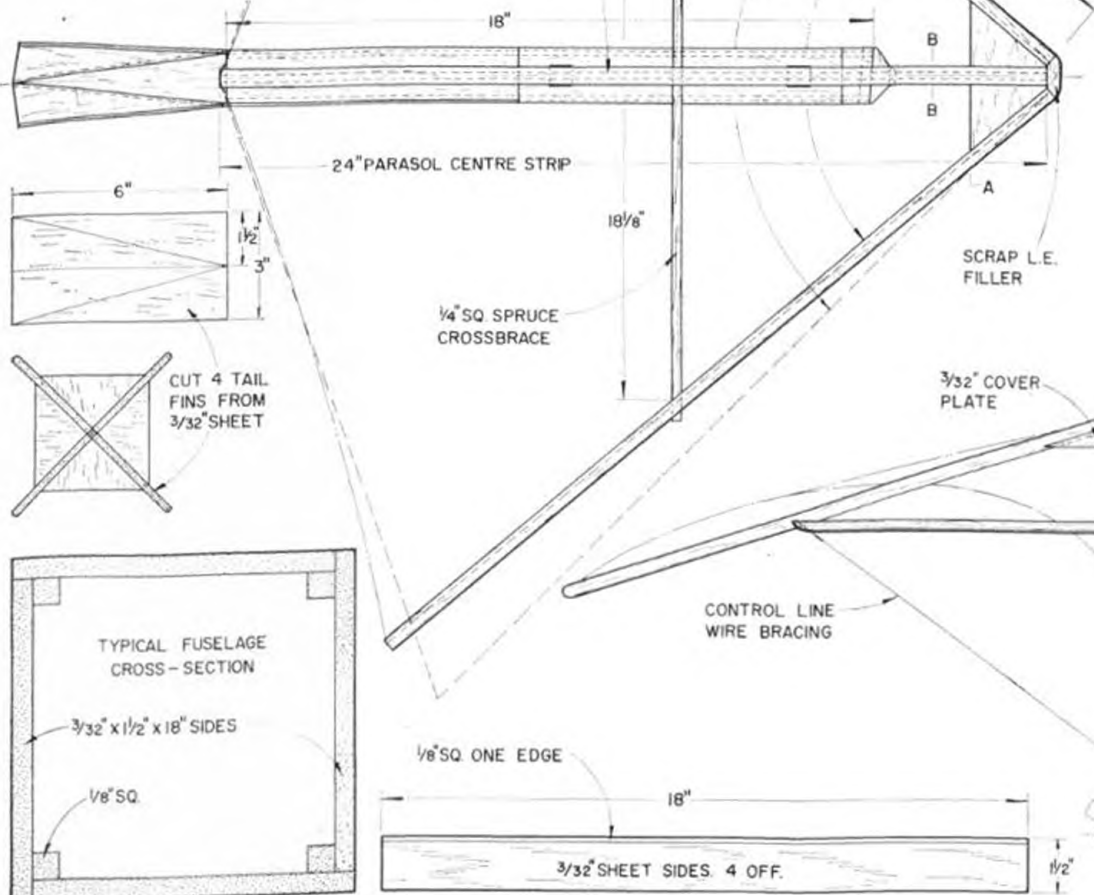 18"
B
B
24" PARASOL CENTRE STRIP
A
6"
1½"
3"
18⅛"
SCRAP L.E.
FILLER
¼" SQ. SPRUCE
CROSSBRACE
CUT 4 TAIL
FINS FROM
3/32" SHEET
3/32" COVER
PLATE
CONTROL LINE
WIRE BRACING
TYPICAL FUSELAGE
CROSS-SECTION
3/32" x 1½" x 18" SIDES
1/8" SQ.
1/8" SQ. ONE EDGE
18"
3/32" SHEET SIDES. 4 OFF.
1½"